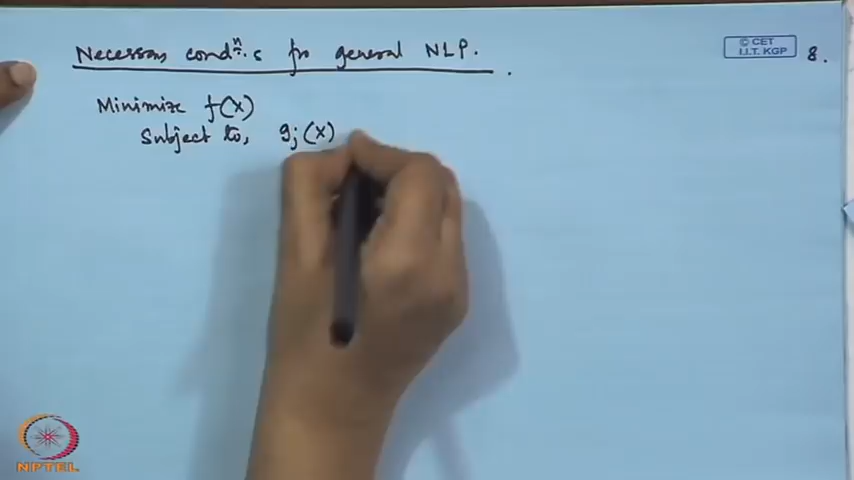 Necessary condⁿ.s for general NLP.
© CET
I.I.T. KGP
8.
Minimize f(x)
Subject to, gj(x)
NPTEL